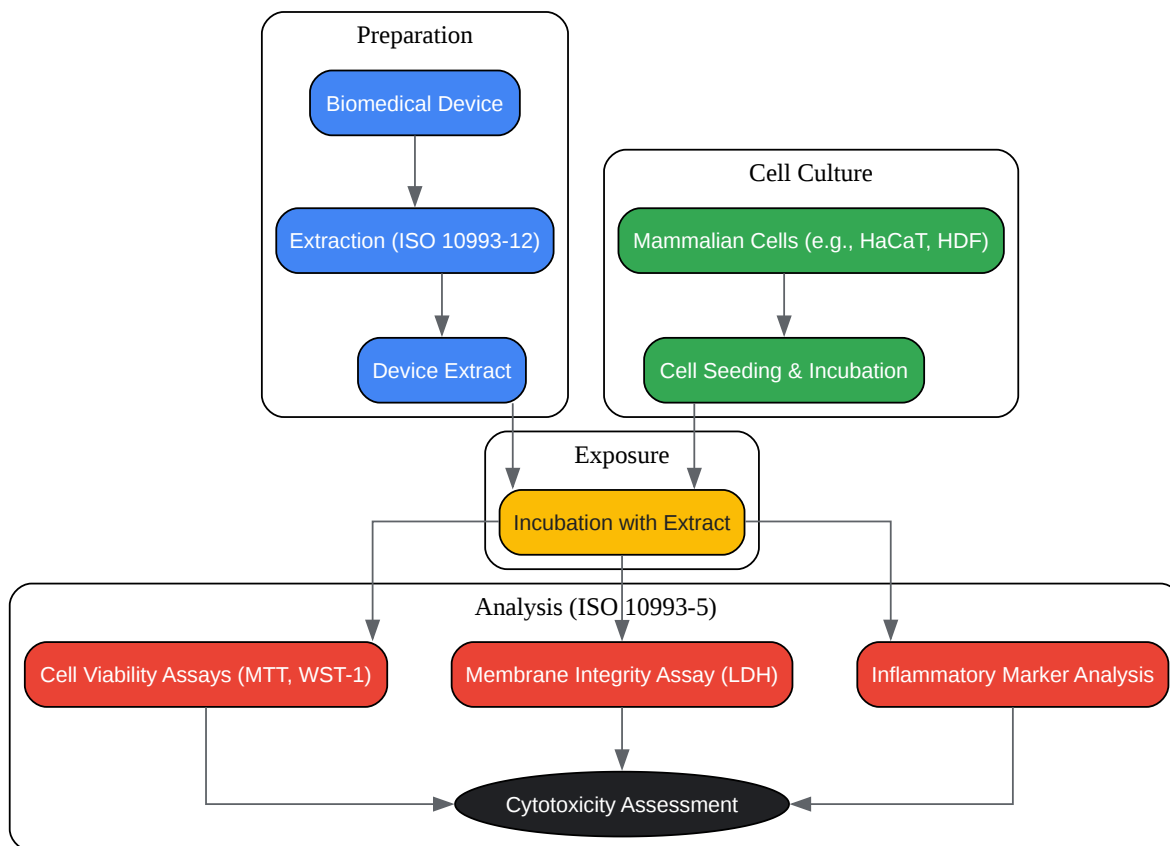 Preparation
Biomedical Device
Extraction (ISO 10993-12)
Device Extract
Cell Culture
Mammalian Cells (e.g., HaCaT, HDF)
Cell Seeding & Incubation
Exposure
Incubation with Extract
Analysis (ISO 10993-5)
Cell Viability Assays (MTT, WST-1)
Membrane Integrity Assay (LDH)
Inflammatory Marker Analysis
Cytotoxicity Assessment